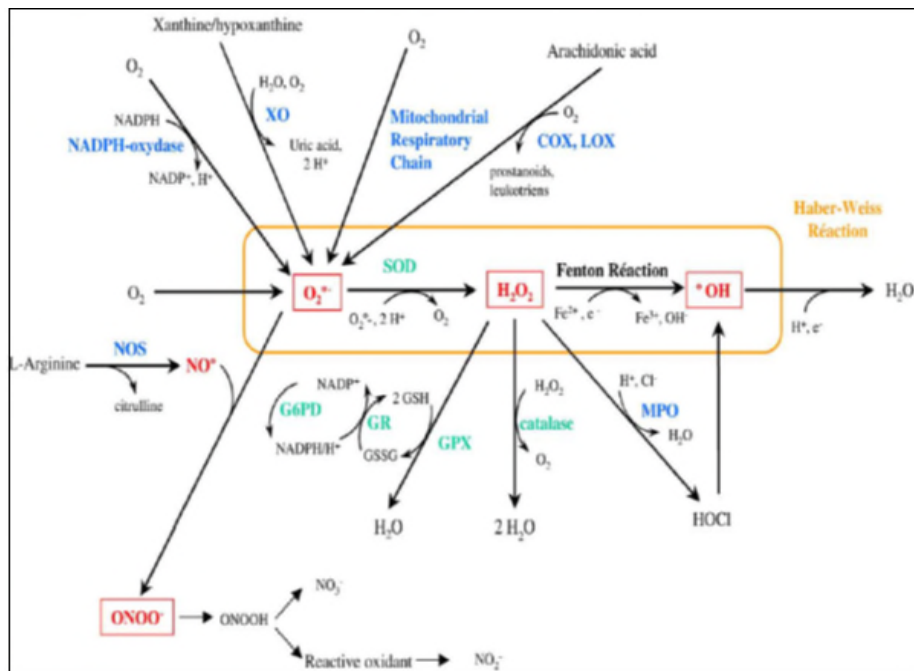 Xanthine/hypoxanthine
O₂
O₂
Arachidonic acid
H₂O, O₂
XO
Uric acid,
2 H⁺
NADPH
NADPH-oxydase
NADP⁺, H⁺
Mitochondrial
Respiratory
Chain
O₂
COX, LOX
prostanoids,
leukotriens
Haber-Weiss
Réaction
O₂
O₂•-
SOD
O₂•-, 2 H⁺
O₂
H₂O₂
Fenton Réaction
Fe²⁺, e⁻
Fe³⁺, OH⁻
•OH
H⁺, e⁻
H₂O
L-Arginine
NOS
citrulline
NO•
G6PD
NADP⁺
NADPH/H⁺
GR
2 GSH
GSSG
GPX
H₂O
H₂O₂
catalase
O₂
2 H₂O
H⁺, Cl⁻
MPO
H₂O
HOCl
ONOO⁻
ONOOH
NO₃⁻
Reactive oxidant
NO₂⁻